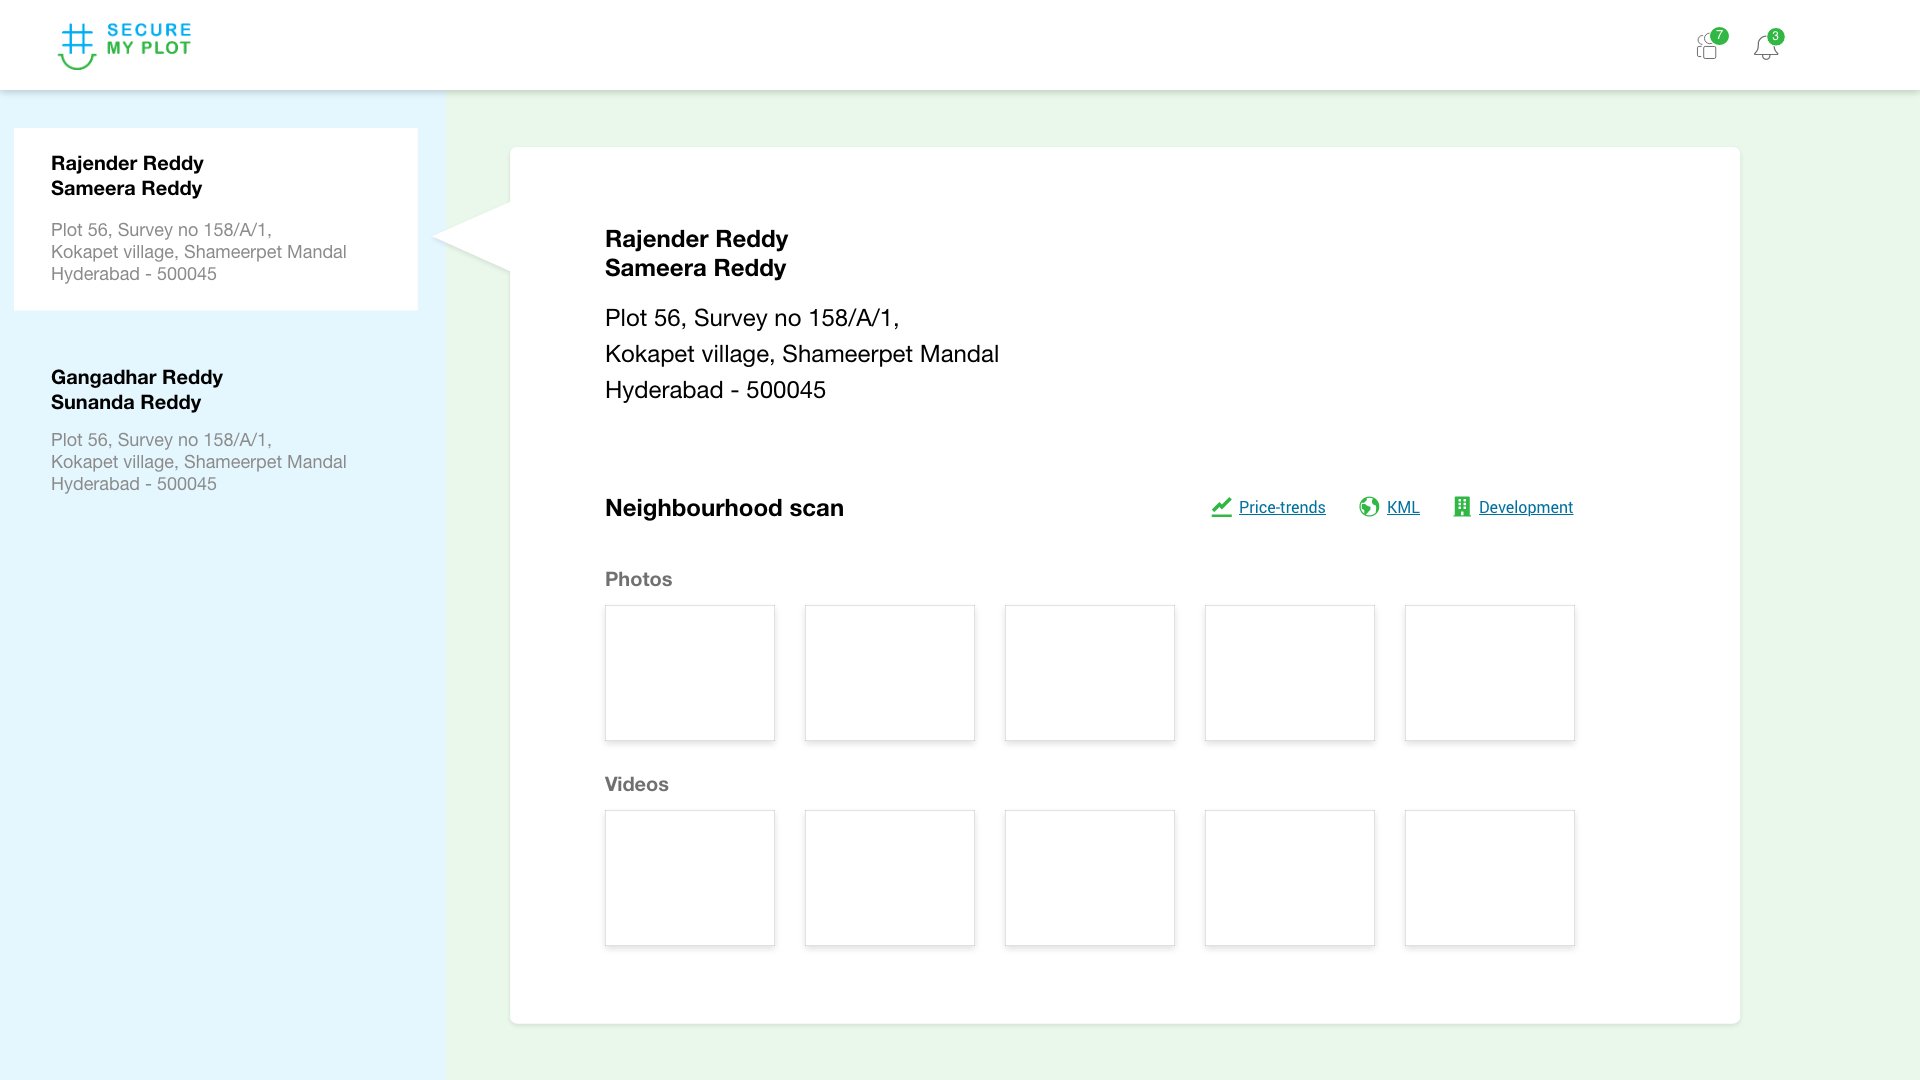 SECURE
MY PLOT
7
3
Rajender Reddy
Sameera Reddy
Plot 56, Survey no 158/A/1,
Kokapet village, Shameerpet Mandal
Hyderabad - 500045
Gangadhar Reddy
Sunanda Reddy
Plot 56, Survey no 158/A/1,
Kokapet village, Shameerpet Mandal
Hyderabad - 500045
Rajender Reddy
Sameera Reddy
Plot 56, Survey no 158/A/1,
Kokapet village, Shameerpet Mandal
Hyderabad - 500045
Neighbourhood scan
Price-trends
KML
Development
Photos
Videos